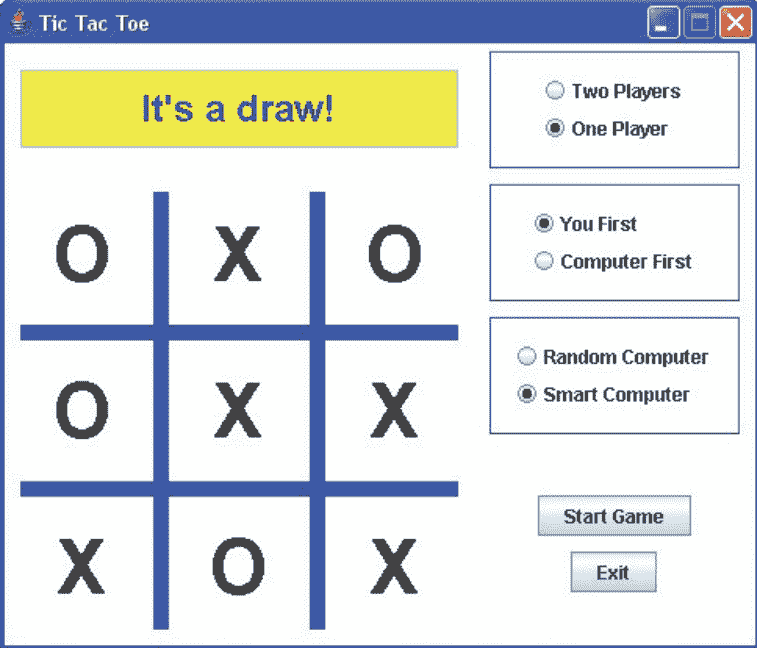 Tic Tac Toe
It's a draw!
O X O
O X X
X O X
Two Players
One Player
You First
Computer First
Random Computer
Smart Computer
Start Game
Exit